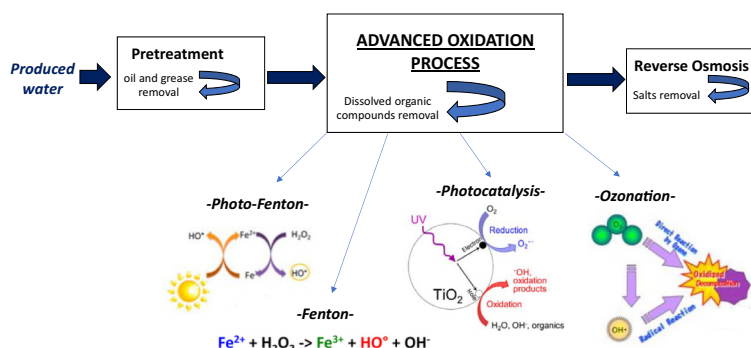 Produced
water
Pretreatment
oil and grease
removal
ADVANCED OXIDATION
PROCESS
Dissolved organic
compounds removal
Reverse Osmosis
Salts removal
-Photo-Fenton-
HO•
Fe²⁺
H₂O₂
Fe
HO•
-Fenton-
Fe²⁺ + H₂O₂ -> Fe³⁺ + HO° + OH⁻
-Photocatalysis-
UV
O₂
Reduction
Electron
O₂⁻•
TiO₂
Hole
⁻OH,
oxidation
products
Oxidation
H₂O, OH⁻, organics
-Ozonation-
O₃
Direct Reaction
by Ozone
Oxidized
Decomposition
OH•
Radical Reaction